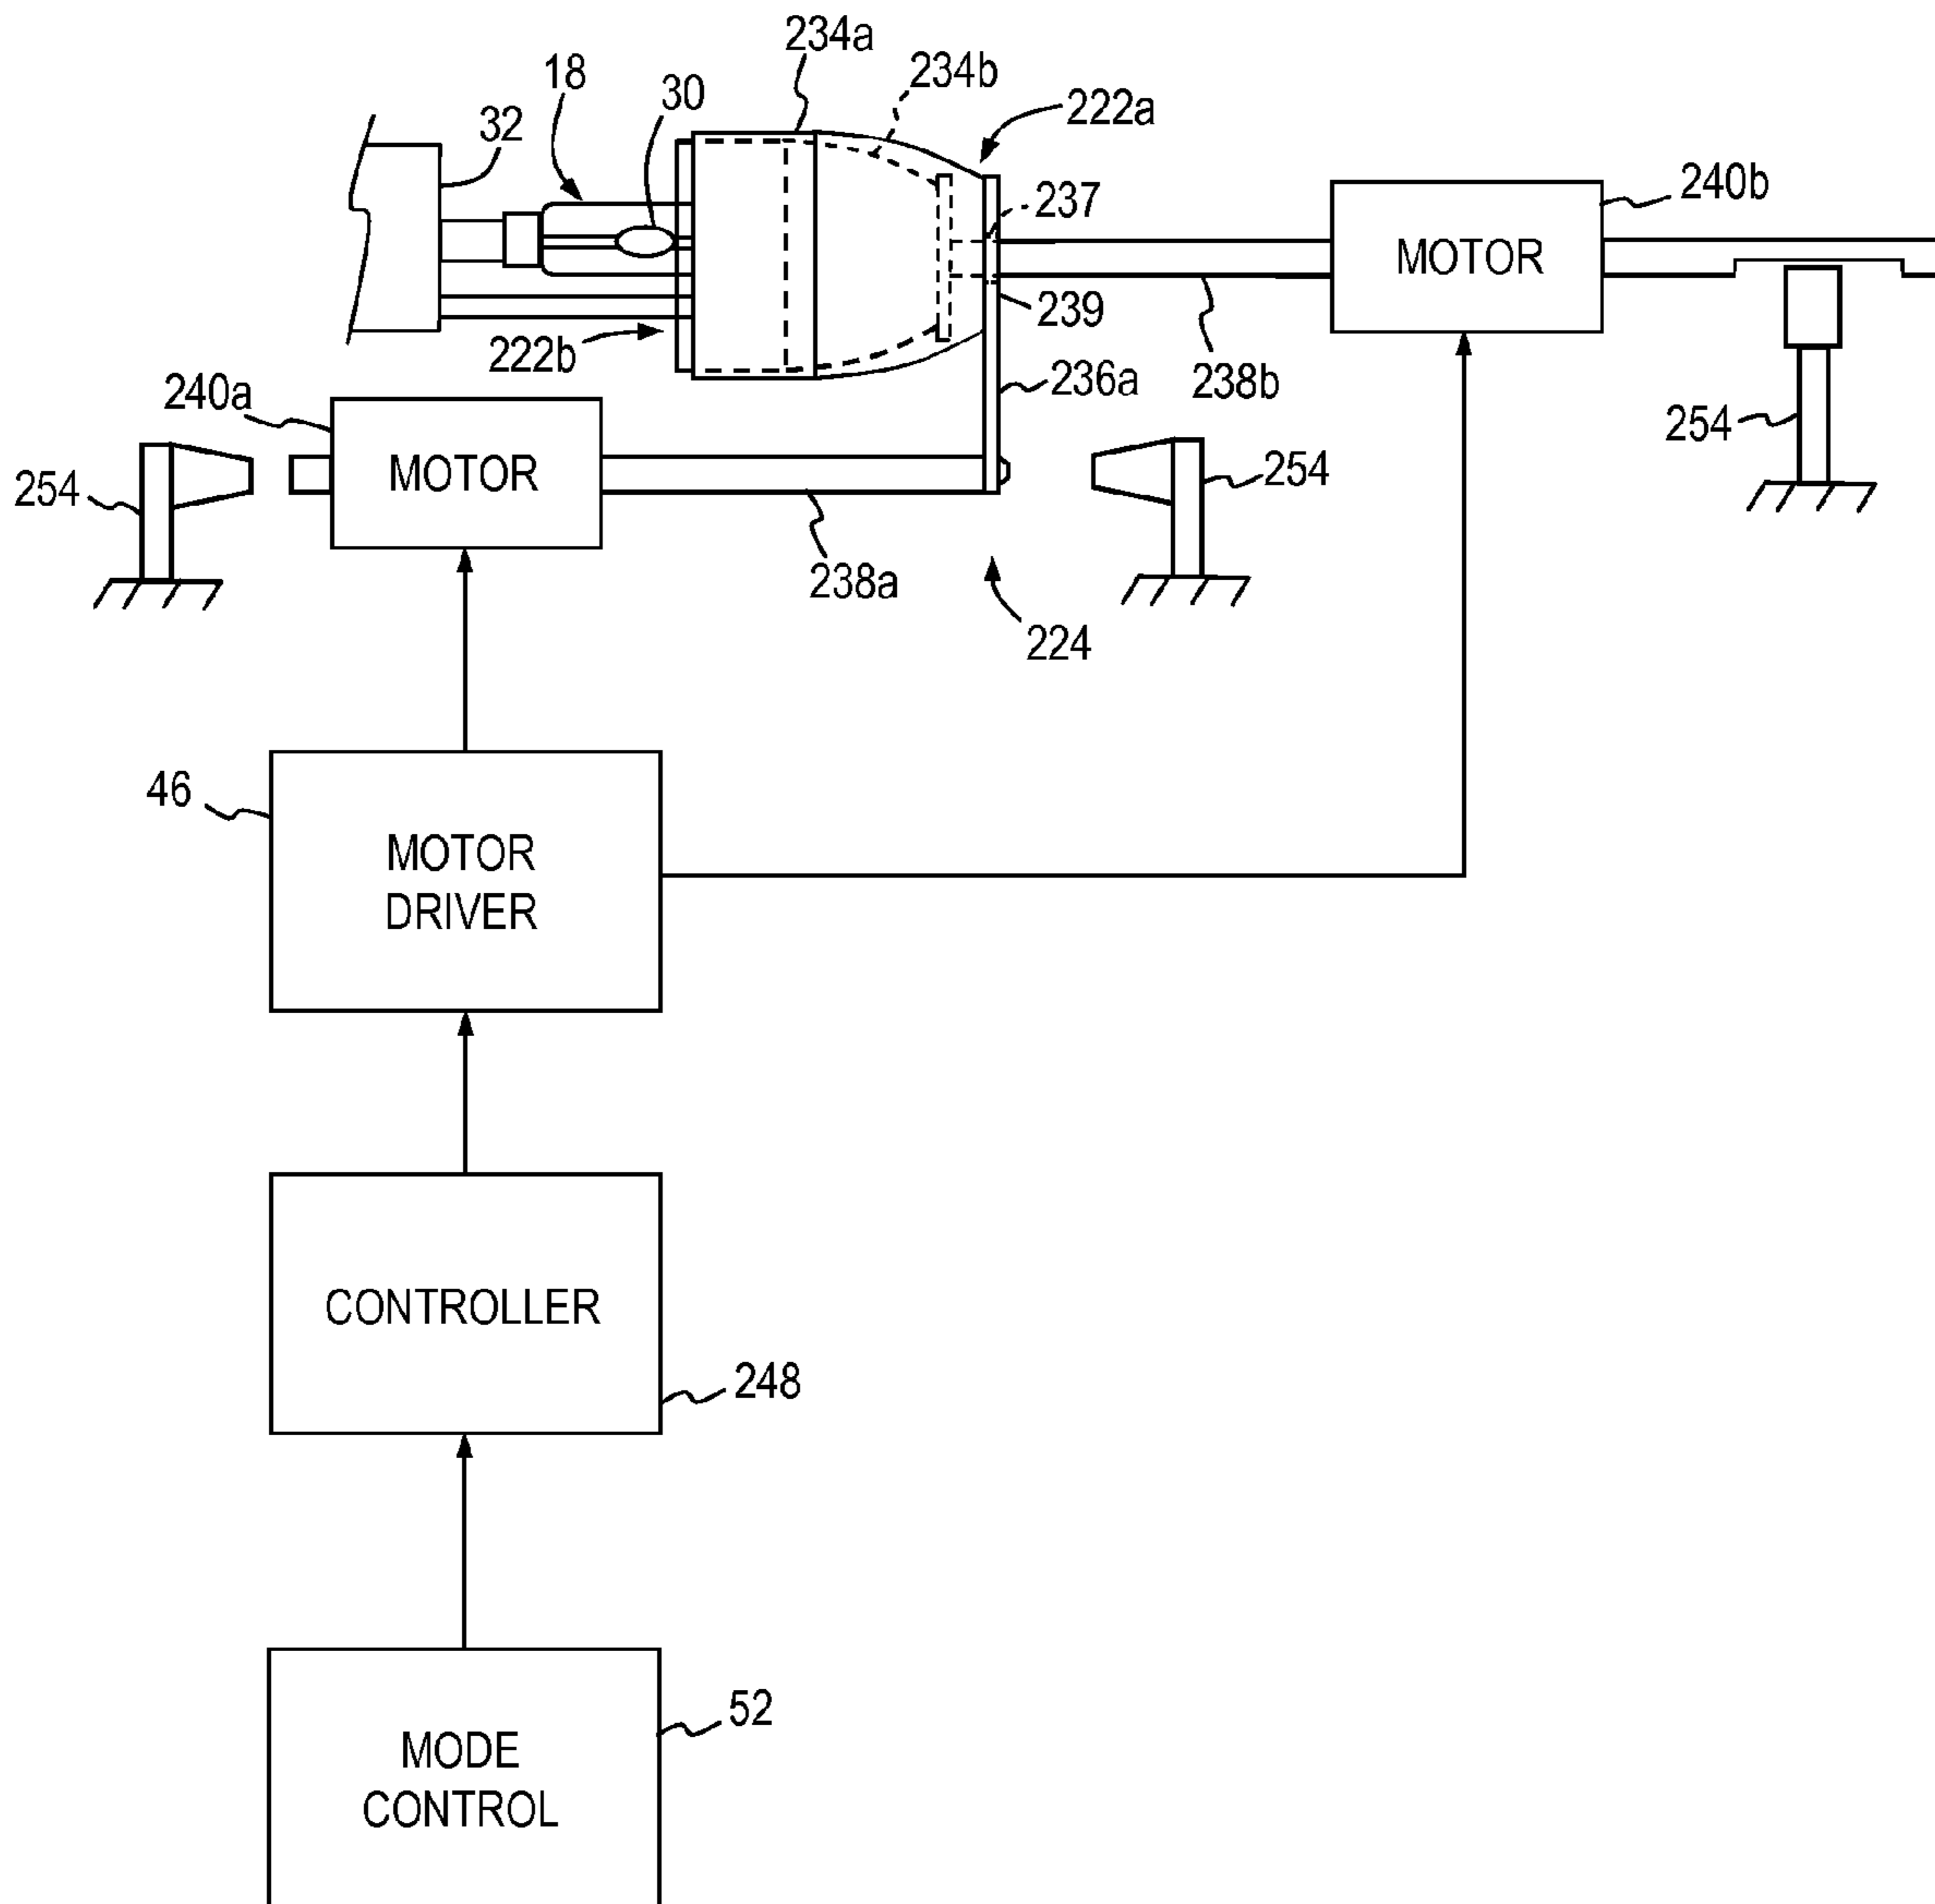 234a
18
234b
30
222a
32
237
240b
MOTOR
239
222b
236a
238b
240a
254
MOTOR
254
254
238a
224
46
MOTOR
DRIVER
CONTROLLER
248
52
MODE
CONTROL